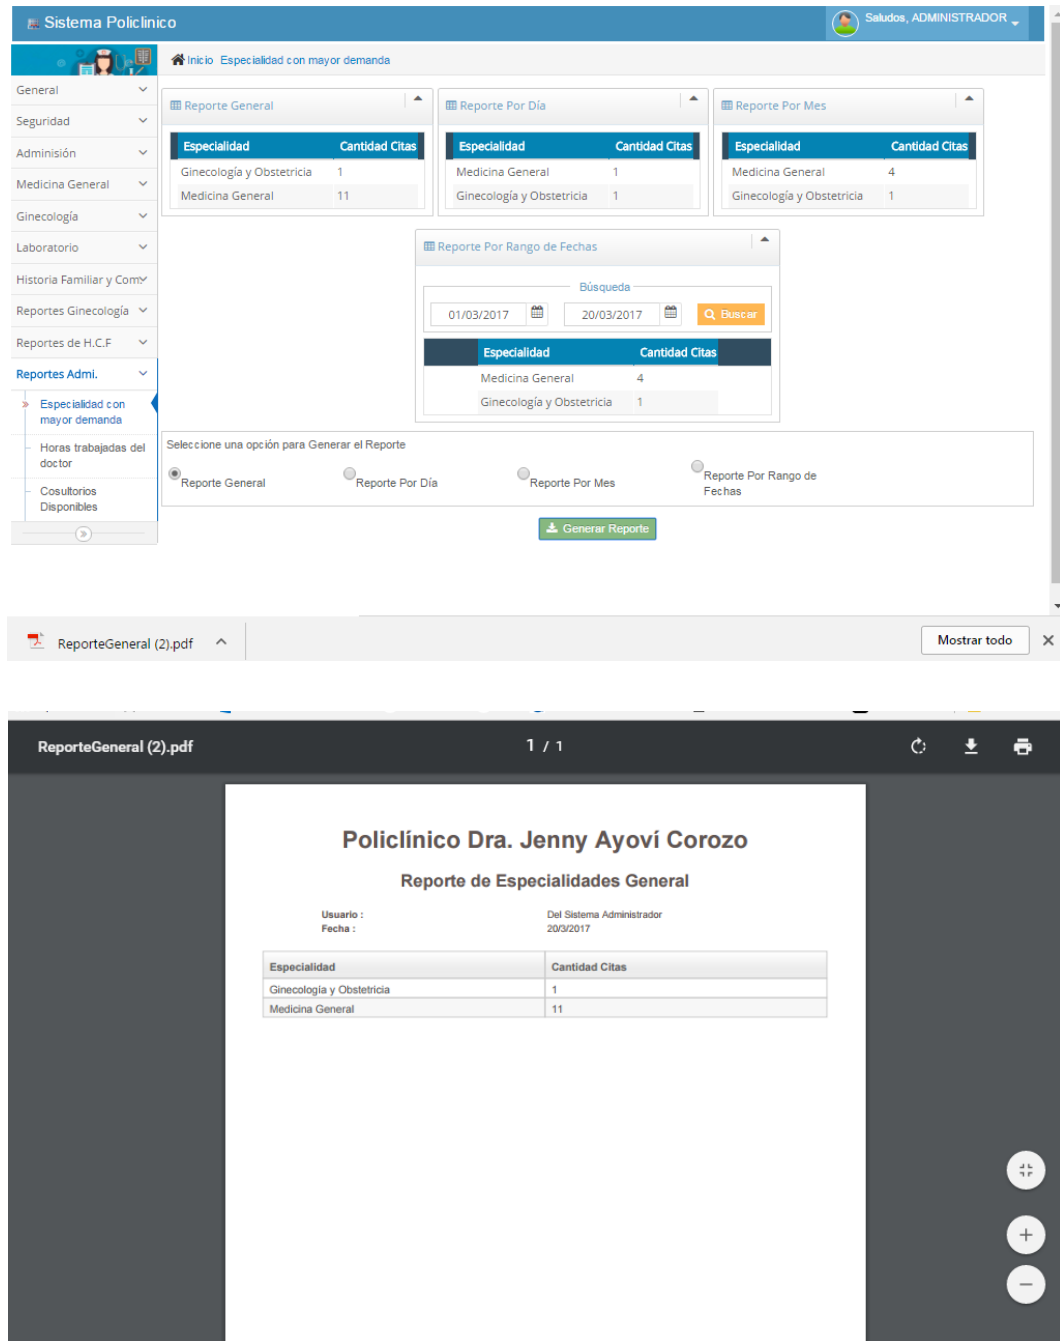 Sistema Policlinico
Saludos, ADMINISTRADOR
Inicio Especialidad con mayor demanda
General
Seguridad
Adminisión
Medicina General
Ginecología
Laboratorio
Historia Familiar y Com
Reportes Ginecología
Reportes de H.C.F
Reportes Admi.
Especialidad con
mayor demanda
Horas trabajadas del
doctor
Cosultorios
Disponibles
Reporte General
Especialidad Cantidad Citas
Ginecología y Obstetricia 1
Medicina General 11
Reporte Por Día
Especialidad Cantidad Citas
Medicina General 1
Ginecología y Obstetricia 1
Reporte Por Mes
Especialidad Cantidad Citas
Medicina General 4
Ginecología y Obstetricia 1
Reporte Por Rango de Fechas
Búsqueda
01/03/2017 20/03/2017 Buscar
Especialidad Cantidad Citas
Medicina General 4
Ginecología y Obstetricia 1
Seleccione una opción para Generar el Reporte
Reporte General Reporte Por Día Reporte Por Mes Reporte Por Rango de
Fechas
Generar Reporte
ReporteGeneral (2).pdf Mostrar todo
ReporteGeneral (2).pdf 1 / 1
Policlínico Dra. Jenny Ayoví Corozo
Reporte de Especialidades General
Usuario : Del Sistema Administrador
Fecha : 20/3/2017
Especialidad Cantidad Citas
Ginecología y Obstetricia 1
Medicina General 11